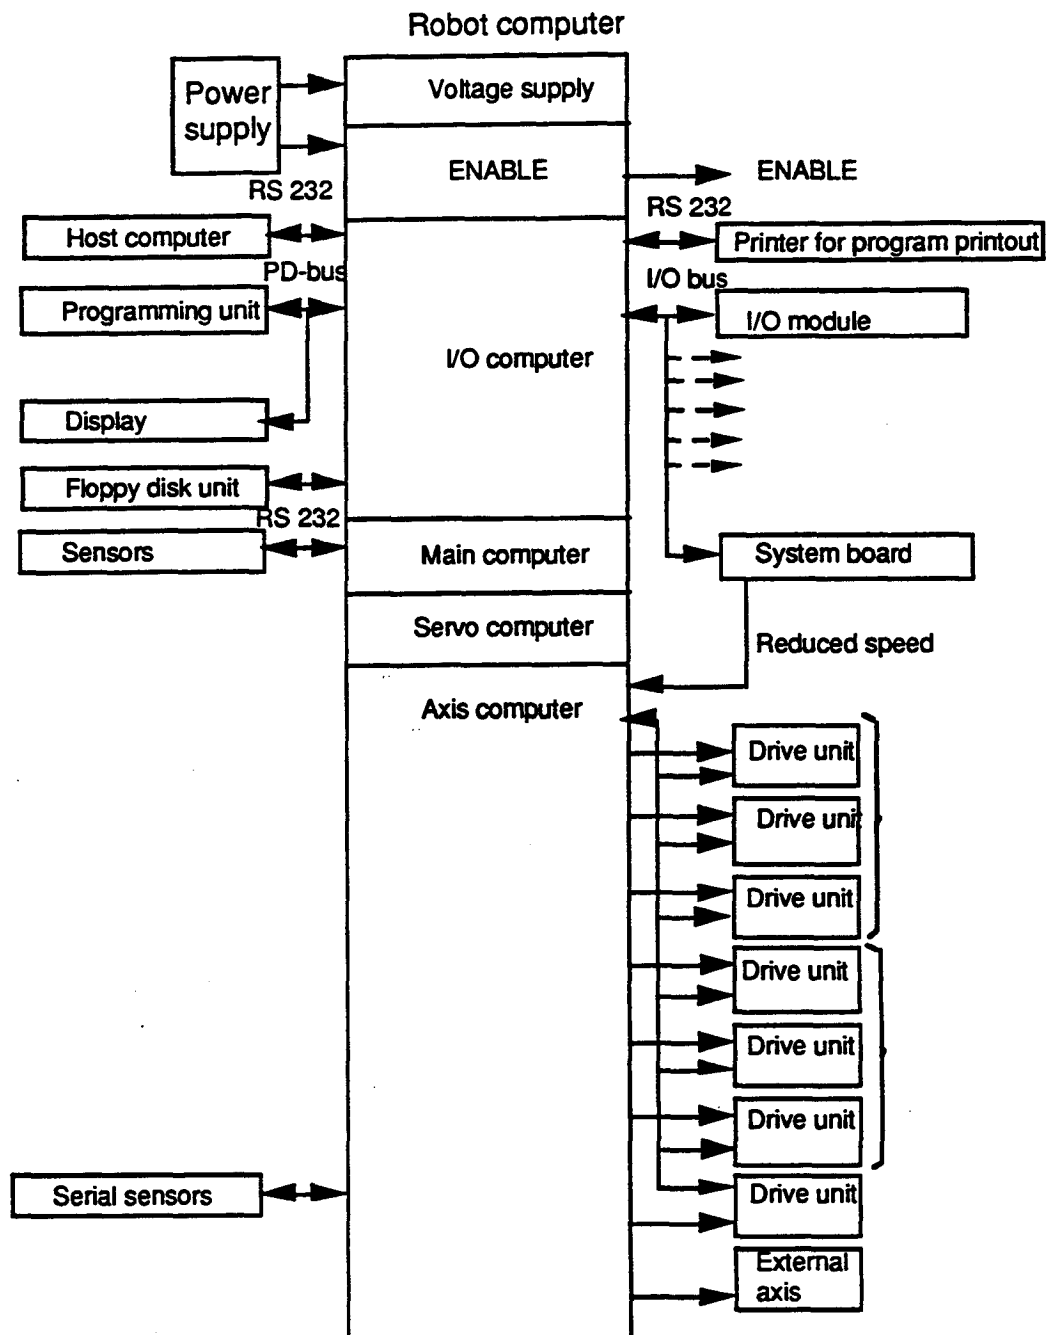 Robot computer
Power
supply
Voltage supply
ENABLE
ENABLE
RS 232
RS 232
Host computer
Printer for program printout
PD-bus
I/O bus
Programming unit
I/O module
I/O computer
Display
Floppy disk unit
RS 232
Sensors
Main computer
System board
Servo computer
Reduced speed
Axis computer
Drive unit
Drive unit
Drive unit
Drive unit
Drive unit
Drive unit
Serial sensors
Drive unit
External
axis